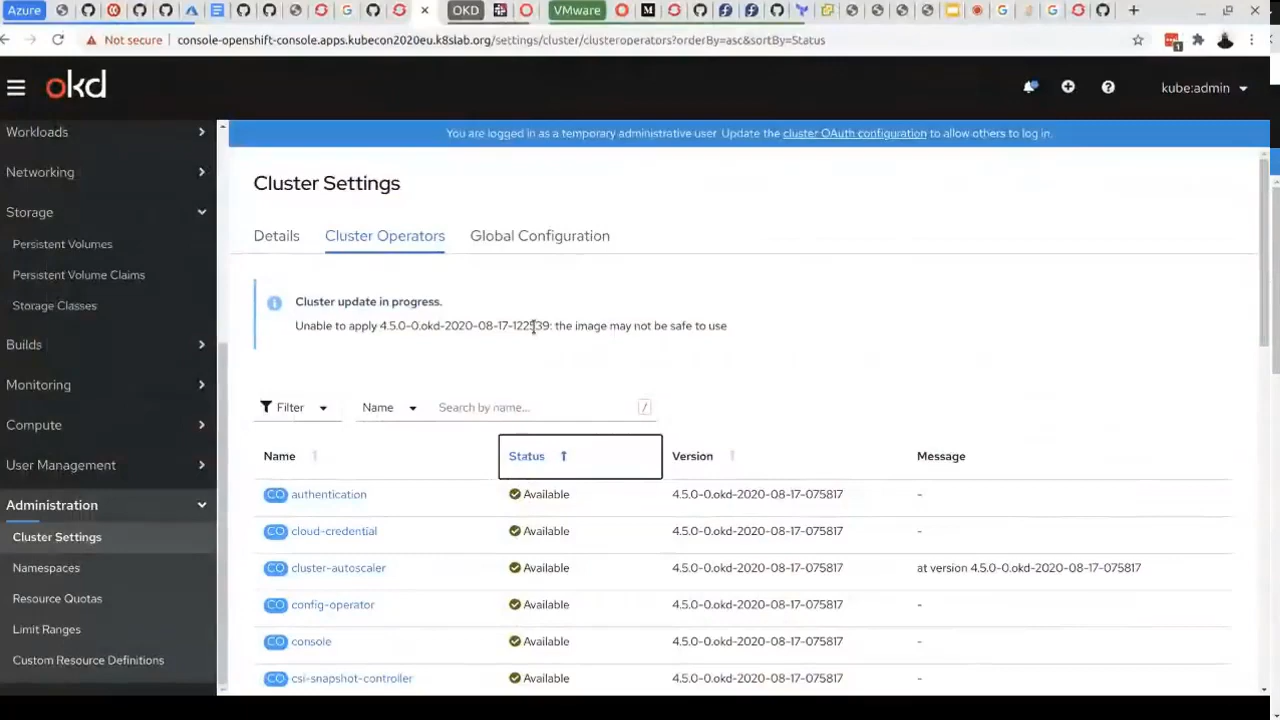 Azure
OKD
VMware
Not secure
console-openshift-console.apps.kubecon2020eu.k8slab.org/settings/cluster/clusteroperators?orderBy=asc&sortBy=Status
1
okd
kube:admin
You are logged in as a temporary administrative user. Update the cluster OAuth configuration to allow others to log in.
Workloads
Networking
Storage
Persistent Volumes
Persistent Volume Claims
Storage Classes
Builds
Monitoring
Compute
User Management
Administration
Cluster Settings
Namespaces
Resource Quotas
Limit Ranges
Custom Resource Definitions
Cluster Settings
Details Cluster Operators Global Configuration
Cluster update in progress.
Unable to apply the image may not be safe to use
Filter Name Search by name... /
Name Status Version Message
CO authentication Available 4.5.0-0.okd-2020-08-17-075817 -
CO cloud-credential Available 4.5.0-0.okd-2020-08-17-075817 -
CO cluster-autoscaler Available 4.5.0-0.okd-2020-08-17-075817 at version 4.5.0-0.okd-2020-08-17-075817
CO config-operator Available 4.5.0-0.okd-2020-08-17-075817 -
CO console Available 4.5.0-0.okd-2020-08-17-075817 -
CO csi-snapshot-controller Available 4.5.0-0.okd-2020-08-17-075817 -